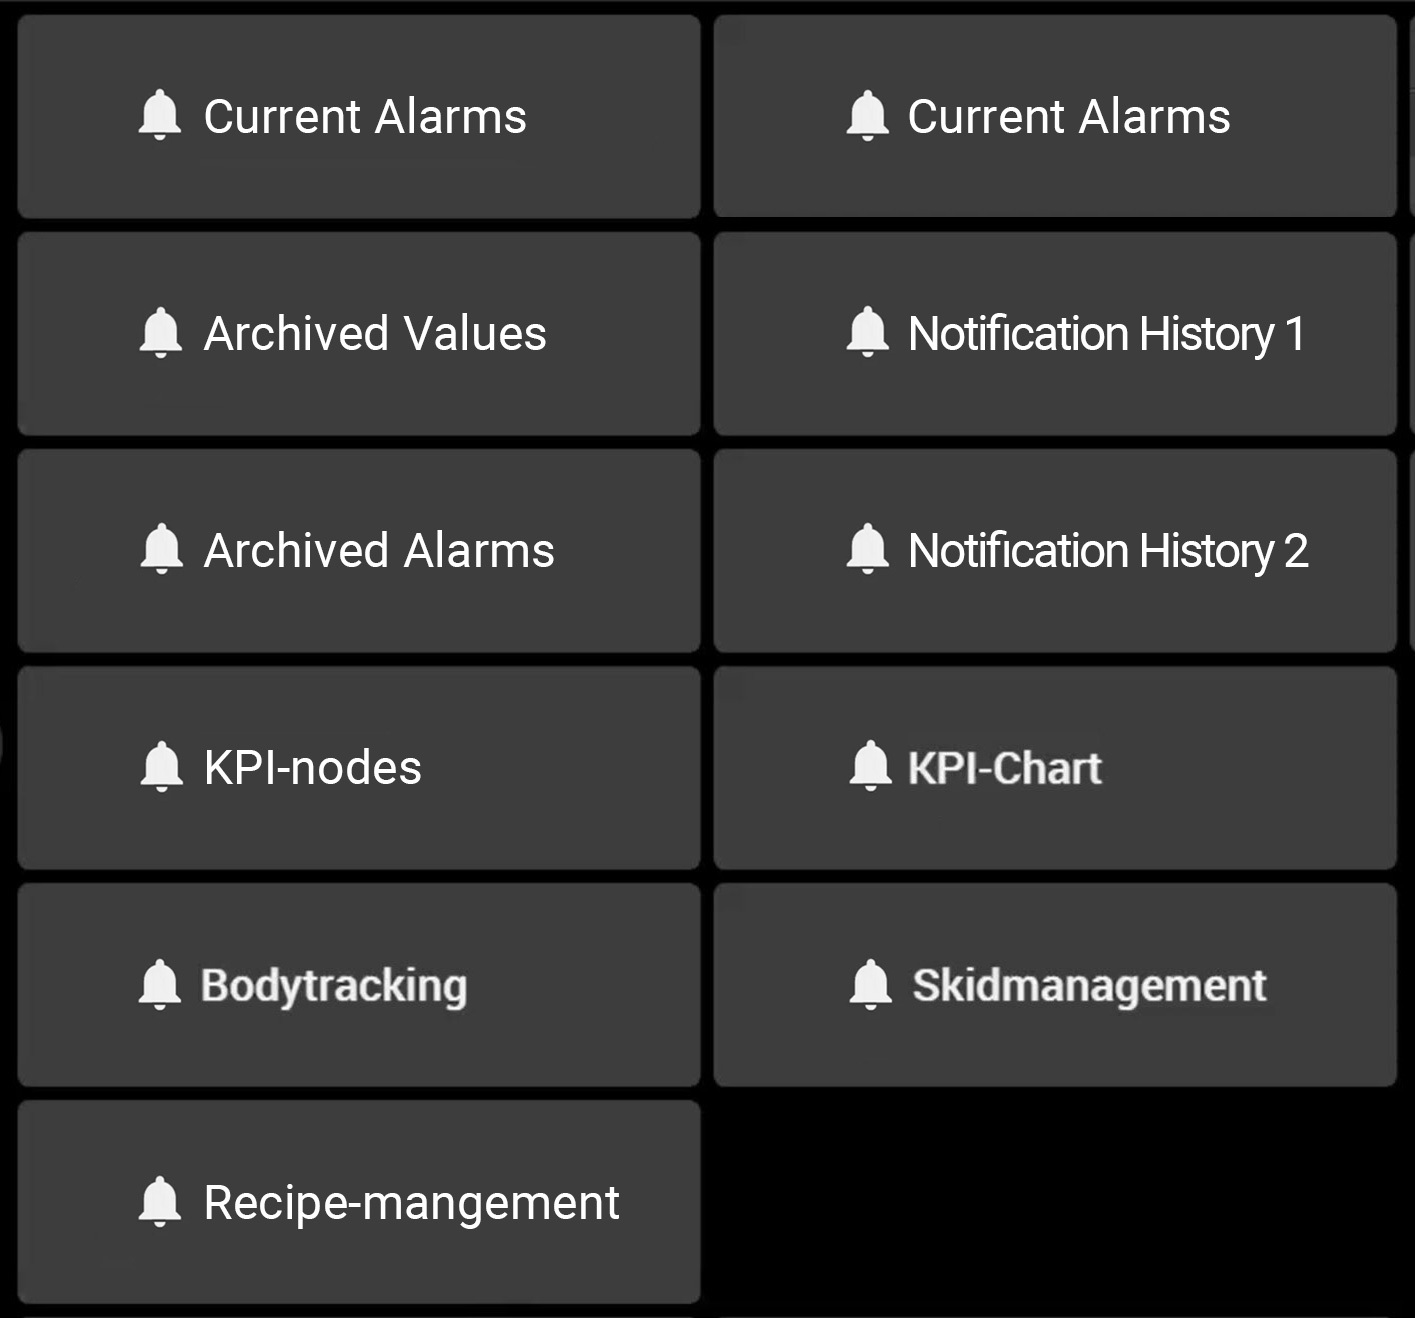 Current Alarms
Current Alarms
Archived Values
Notification History 1
Archived Alarms
Notification History 2
KPI-nodes
KPI-Chart
Bodytracking
Skidmanagement
Recipe-mangement